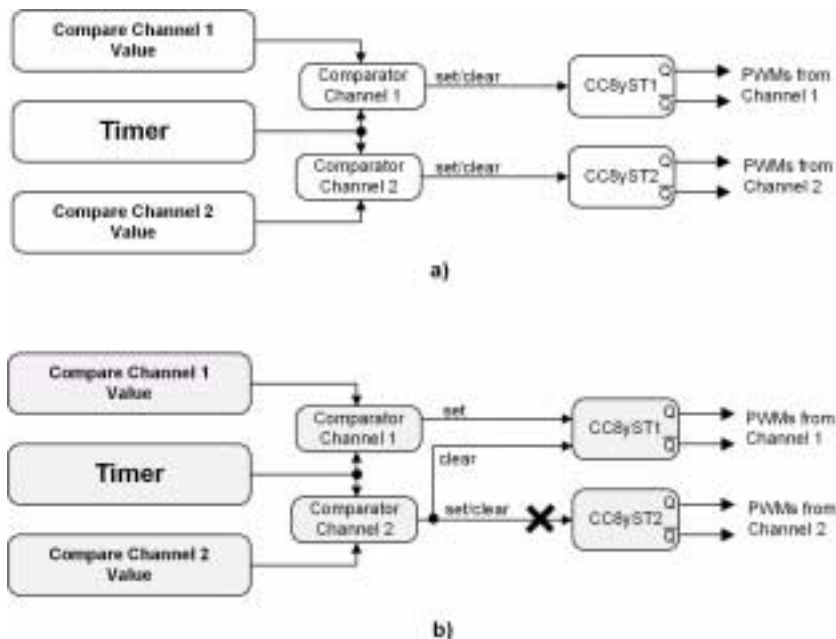 Compare Channel 1
Value
Comparator
Channel 1
set/clear
CC8yST1
Q
Q
PWMs from
Channel 1
Timer
Comparator
Channel 2
set/clear
CC8yST2
Q
Q
PWMs from
Channel 2
Compare Channel 2
Value
a)
Compare Channel 1
Value
Comparator
Channel 1
set
clear
CC8ySTt
Q
Q
PWMs from
Channel 1
Timer
Comparator
Channel 2
set/clear
CC8yST2
Q
Q
PWMs from
Channel 2
Compare Channel 2
Value
b)